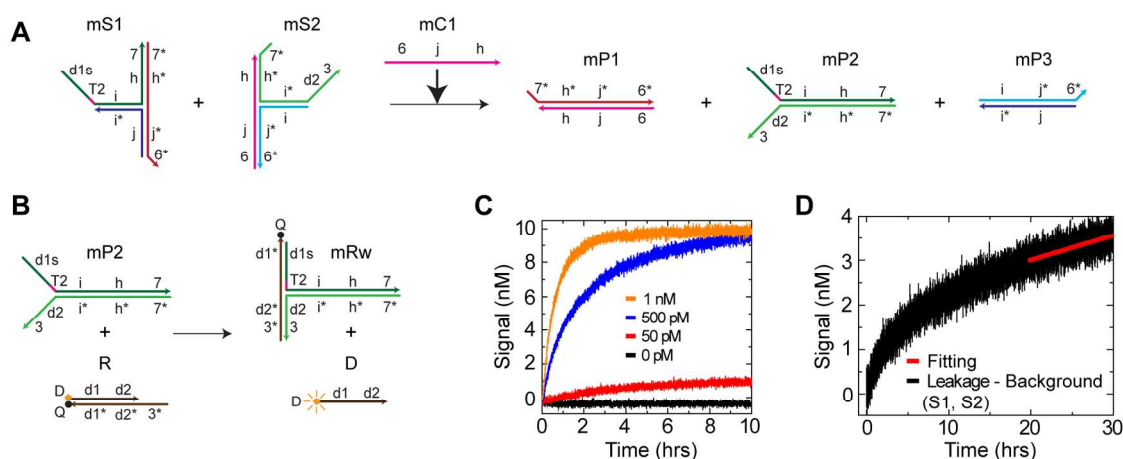 A
mS1
mS2
mC1
mP1
mP2
mP3
d1s
T2
i
i*
h
7
7*
h*
j
j*
6*
+
h
7*
h*
i*
d2
3
i
j
j*
6
6*
6 j h
7* h* j* 6*
h j 6
+
d1s
T2
i h 7
d2
3
i* h* 7*
+
i j* 6*
i* j
B
mP2
d1s
T2
i h 7
d2
3
i* h* 7*
+
R
D d1 d2
Q d1* d2* 3*
Q
mRw
d1*
d1s
T2
i h 7
d2*
d2
i* h* 7*
3*
3
+
D
D d1 d2
C
Signal (nM)
10
8
6
4
2
0
1 nM
500 pM
50 pM
0 pM
0 2 4 6 8 10
Time (hrs)
D
Signal (nM)
4
3
2
1
0
Fitting
Leakage - Background
(S1, S2)
0 10 20 30
Time (hrs)